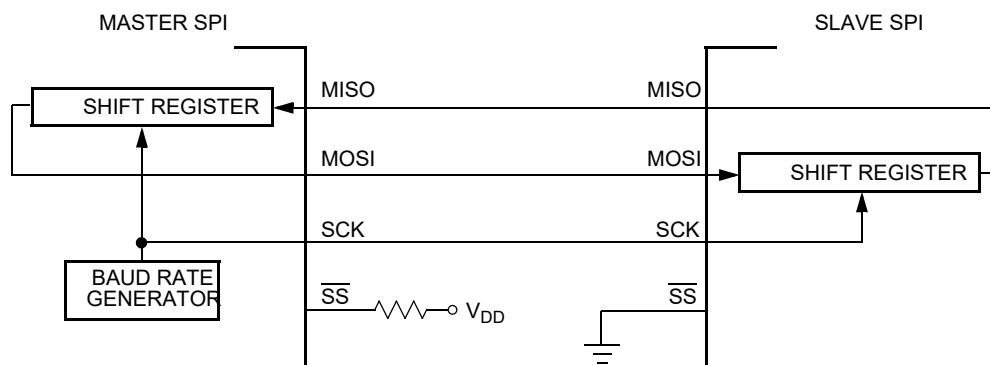 MASTER SPI
SLAVE SPI
SHIFT REGISTER
MISO
MISO
MOSI
MOSI
SHIFT REGISTER
SCK
SCK
BAUD RATE
GENERATOR
SS
VDD
SS